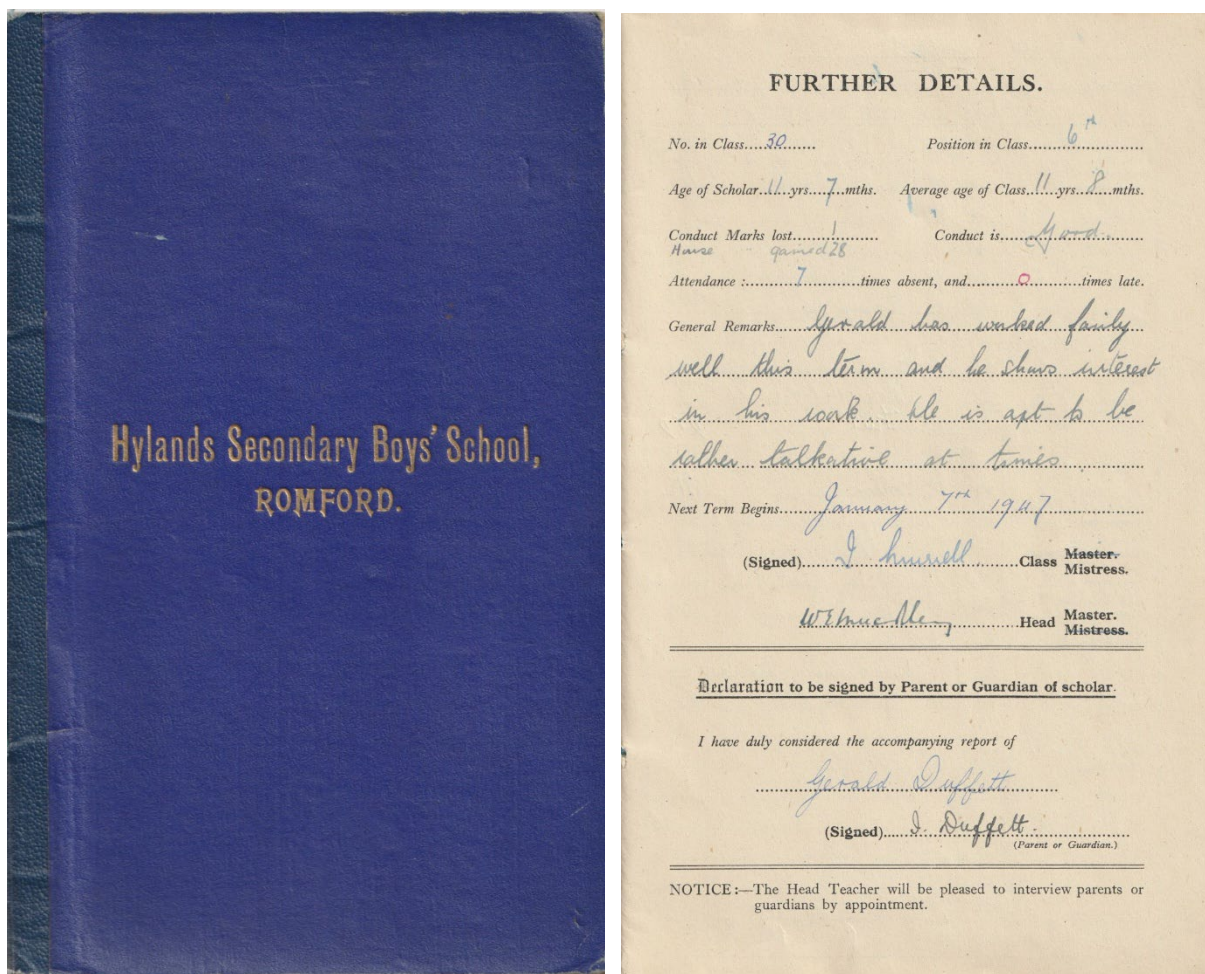 Hylands Secondary Boys' School,
ROMFORD.
FURTHER DETAILS.
No. in Class....30...... Position in Class....6th....
Age of Scholar 11 yrs 7 mths. Average age of Class 11 yrs 8 mths.
Conduct Marks lost 1 Conduct is Good.
House gained 28
Attendance : 7 times absent, and 0 times late.
General Remarks Gerald has worked fairly
well this term and he shows interest
in his work. He is apt to be
rather talkative at times
Next Term Begins January 7th 1947
(Signed) I Class Master. Mistress.
Head Master. Mistress.
Declaration to be signed by Parent or Guardian of scholar.
I have duly considered the accompanying report of
Gerald Duffett
(Signed) I. Duffett.
(Parent or Guardian.)
NOTICE :—The Head Teacher will be pleased to interview parents or
guardians by appointment.